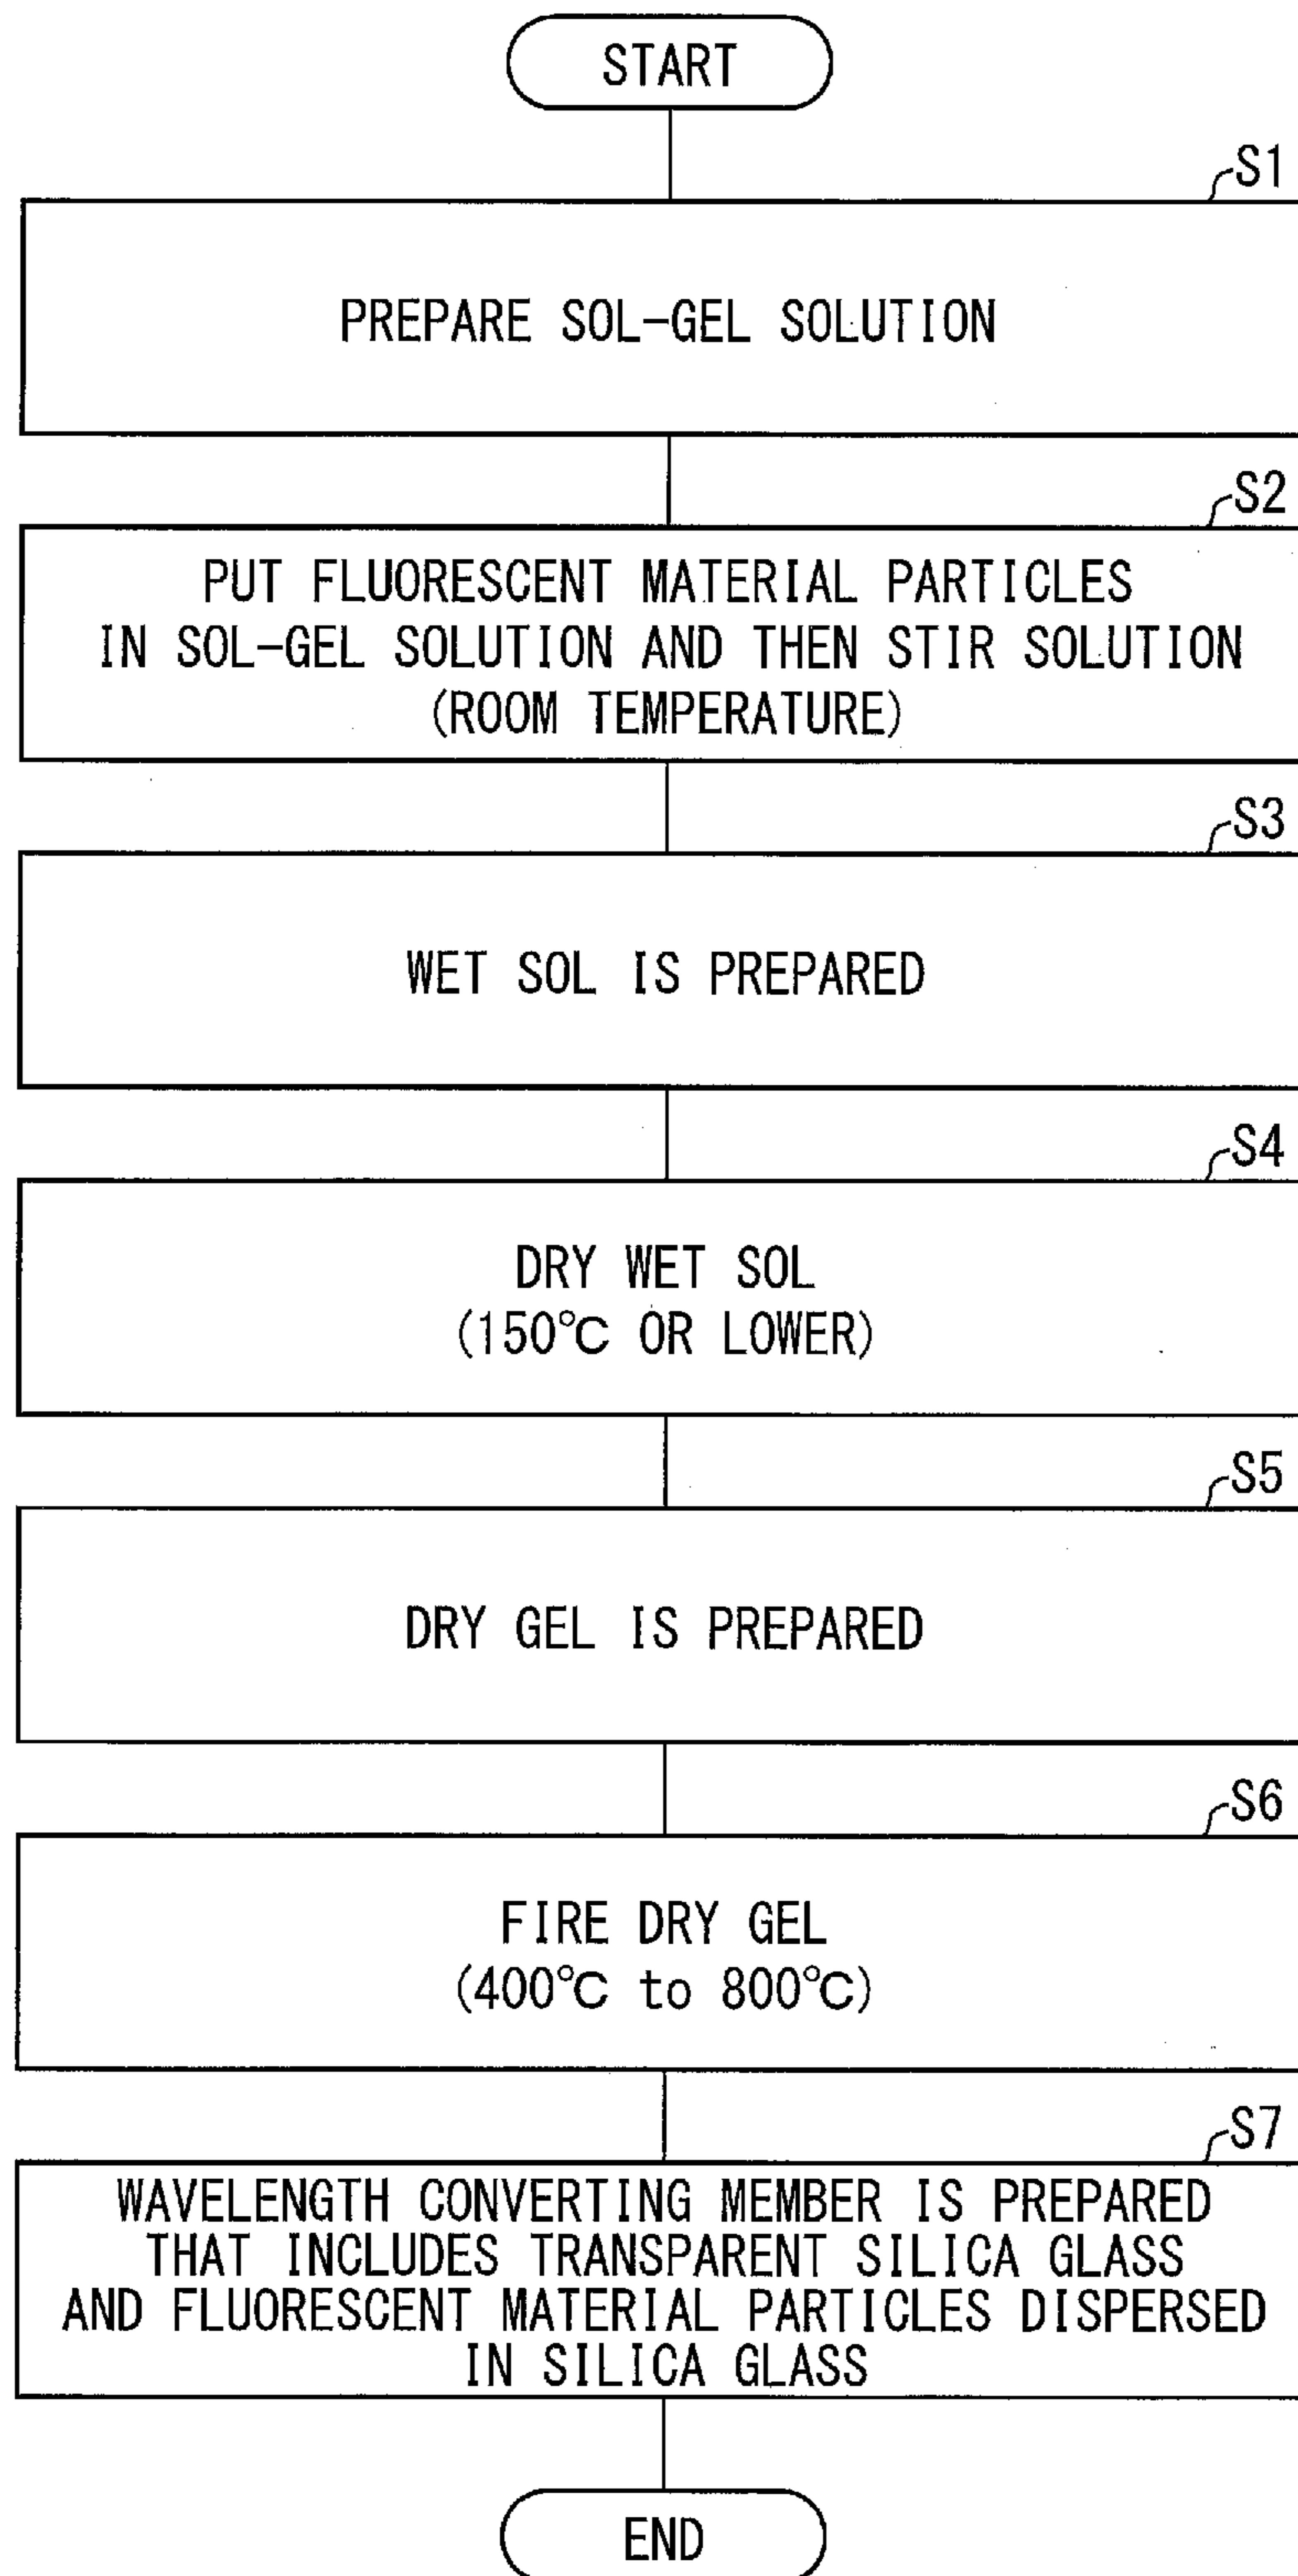 START
S1
PREPARE SOL-GEL SOLUTION
S2
PUT FLUORESCENT MATERIAL PARTICLES
IN SOL-GEL SOLUTION AND THEN STIR SOLUTION
(ROOM TEMPERATURE)
S3
WET SOL IS PREPARED
S4
DRY WET SOL
(150℃ OR LOWER)
S5
DRY GEL IS PREPARED
S6
FIRE DRY GEL
(400℃ to 800℃)
S7
WAVELENGTH CONVERTING MEMBER IS PREPARED
THAT INCLUDES TRANSPARENT SILICA GLASS
AND FLUORESCENT MATERIAL PARTICLES DISPERSED
IN SILICA GLASS
END